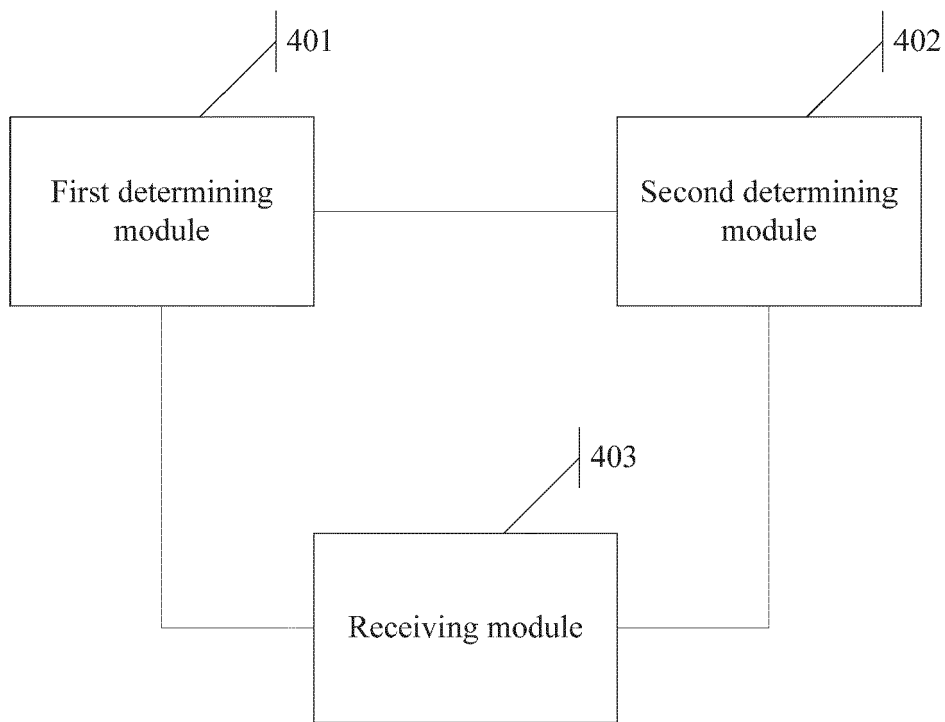 401
402
First determining
module
Second determining
module
403
Receiving module